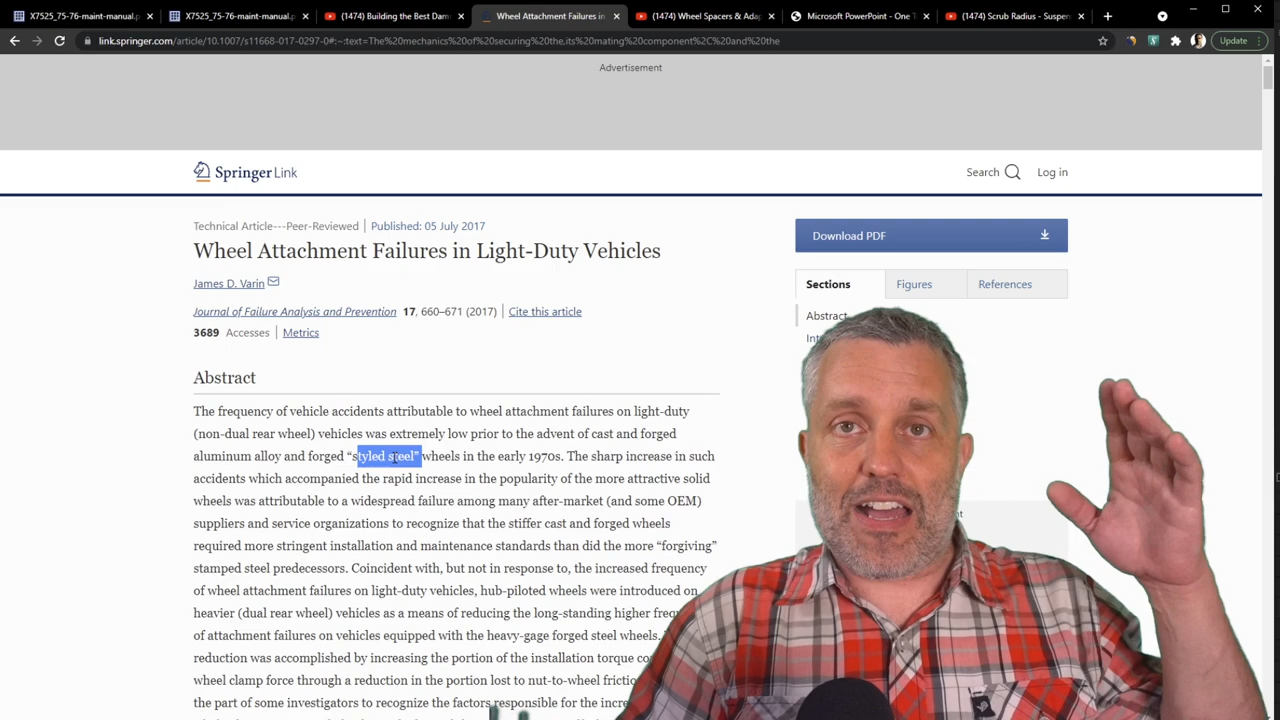 X7525_75-76-maint-manual.p
X7525_75-76-maint-manual.p
(1474) Building the Best Dam
Wheel Attachment Failures in
(1474) Wheel Spacers & Ada
Microsoft PowerPoint - One T
(1474) Scrub Radius - Suspen
link.springer.com/article/10.1007/s11668-017-0297-0#:~:text=The%20mechanics%20of%20securing%20the,its%20mating%20component%2C%20and%20the
Update
Advertisement
Springer Link
Search
Log in
Technical Article---Peer-Reviewed | Published: 05 July 2017
Wheel Attachment Failures in Light-Duty Vehicles
James D. Varin
Journal of Failure Analysis and Prevention 17, 660–671 (2017) | Cite this article
3689 Accesses | Metrics
Abstract
The frequency of vehicle accidents attributable to wheel attachment failures on light-duty
(non-dual rear wheel) vehicles was extremely low prior to the advent of cast and forged
aluminum alloy and forged “styled steel” wheels in the early 1970s. The sharp increase in such
accidents which accompanied the rapid increase in the popularity of the more attractive solid
wheels was attributable to a widespread failure among many after-market (and some OEM)
suppliers and service organizations to recognize that the stiffer cast and forged wheels
required more stringent installation and maintenance standards than did the more “forgiving”
stamped steel predecessors. Coincident with, but not in response to, the increased frequency
of wheel attachment failures on light-duty vehicles, hub-piloted wheels were introduced on
heavier (dual rear wheel) vehicles as a means of reducing the long-standing higher
of attachment failures on vehicles equipped with the heavy-gage forged steel wheels.
reduction was accomplished by increasing the portion of the installation torque
wheel clamp force through a reduction in the portion lost to nut-to-wheel
the part of some investigators to recognize the factors responsible for the
Download PDF
Sections
Figures
References
Abstract